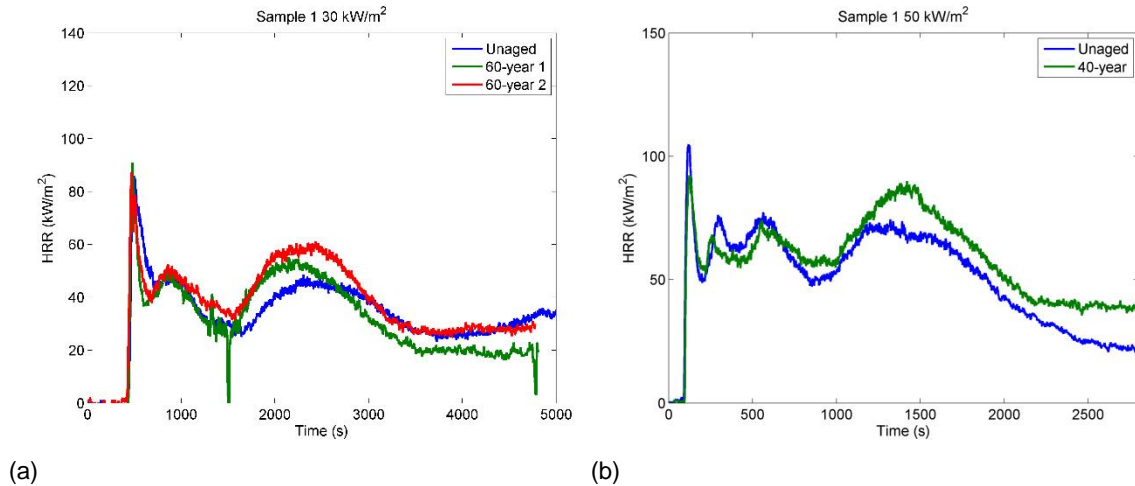 Sample 1 30 kW/m²
140
120
100
80
60
40
20
0
HRR (kW/m²)
Unaged
60-year 1
60-year 2
0 1000 2000 3000 4000 5000
Time (s)
(a)
Sample 1 50 kW/m²
150
100
50
0
HRR (kW/m²)
Unaged
40-year
0 500 1000 1500 2000 2500
Time (s)
(b)